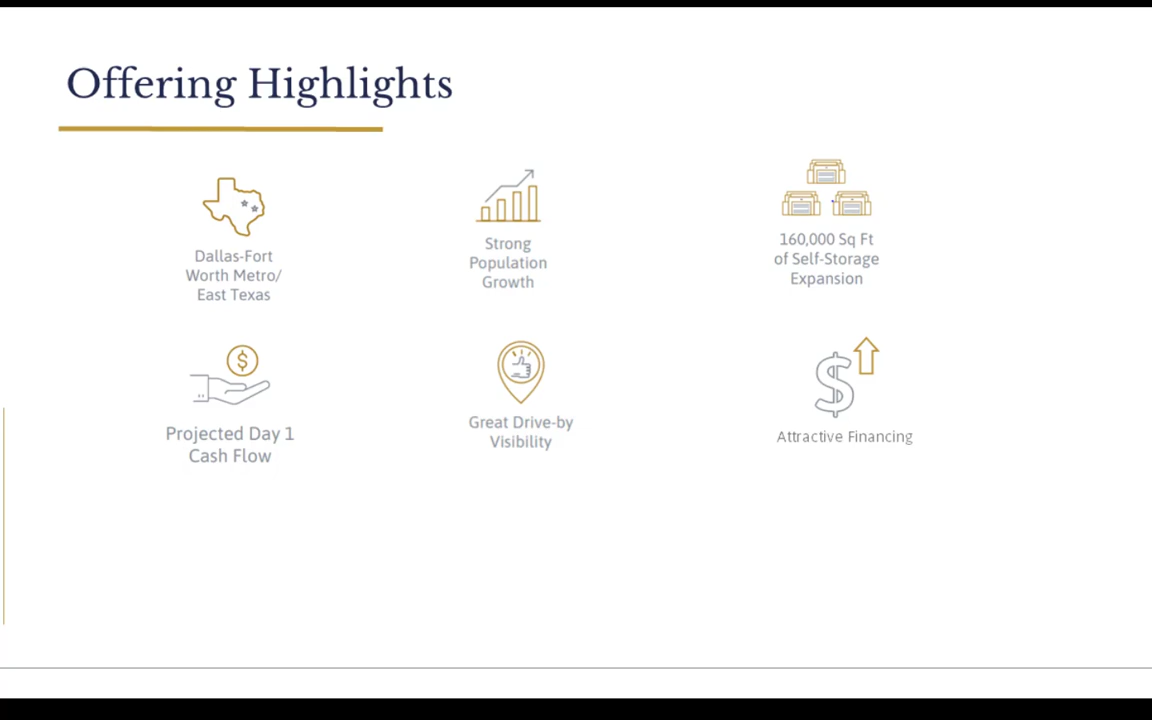 Offering Highlights
Dallas-Fort
Worth Metro/
East Texas
Strong
Population
Growth
160,000 Sq Ft
of Self-Storage
Expansion
Projected Day 1
Cash Flow
Great Drive-by
Visibility
Attractive Financing